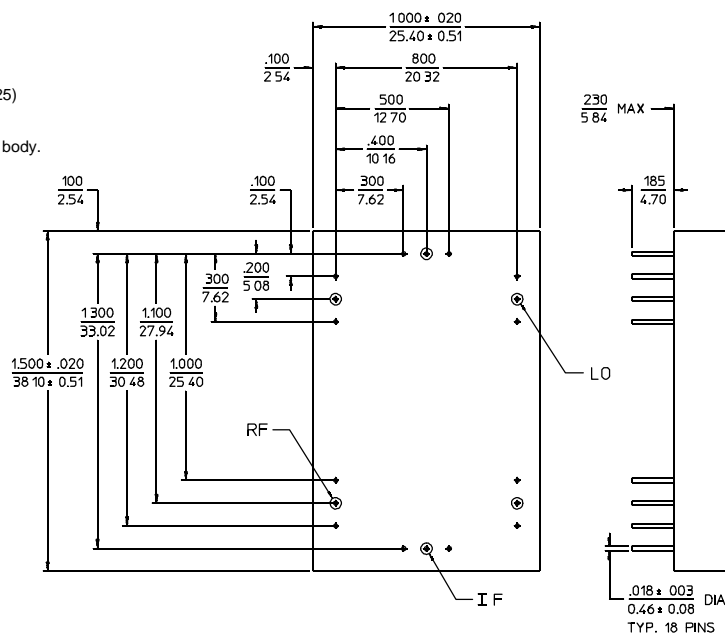 1000 ± 020
25.40 ± 0.51
.100
2 54
800
20 32
25)
500
12 70
230
5 84
MAX
body.
.400
10 16
100
2.54
.100
2.54
300
7.62
185
4.70
.200
5 08
300
7.62
1 300
33.02
1.100
27.94
1.500 ± .020
38 10 ± 0.51
1.200
30 48
1.000
25 40
LO
RF
IF
.018 ± 003
0.46 ± 0.08
DIA
TYP. 18 PINS